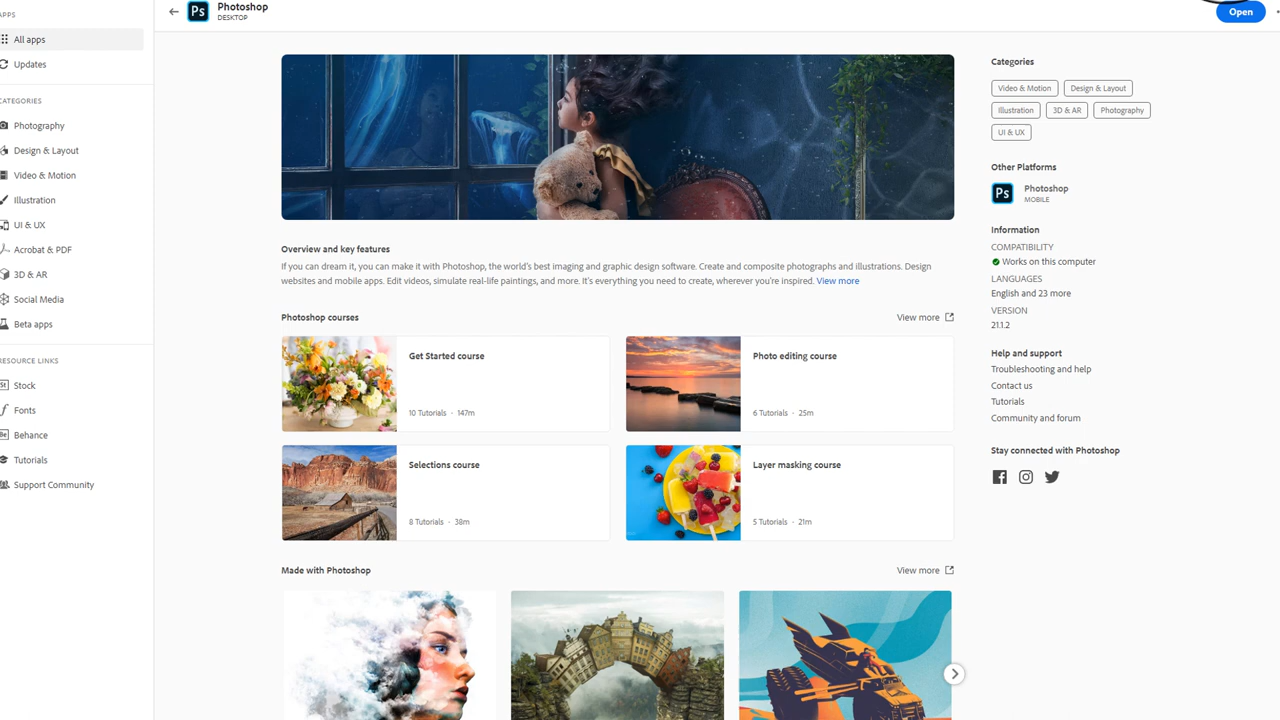 APPS
All apps
Updates
CATEGORIES
Photography
Design & Layout
Video & Motion
Illustration
UI & UX
Acrobat & PDF
3D & AR
Social Media
Beta apps
RESOURCE LINKS
St Stock
Fonts
Be Behance
Tutorials
Support Community
Ps Photoshop
DESKTOP
Open
Overview and key features
If you can dream it, you can make it with Photoshop, the world's best imaging and graphic design software. Create and composite photographs and illustrations. Design
websites and mobile apps. Edit videos, simulate real-life paintings, and more. It's everything you need to create, wherever you're inspired. View more
Photoshop courses View more
Get Started course
10 Tutorials · 147m
Photo editing course
6 Tutorials · 25m
Selections course
8 Tutorials · 38m
Layer masking course
5 Tutorials · 21m
Made with Photoshop View more
Categories
Video & Motion Design & Layout
Illustration 3D & AR Photography
UI & UX
Other Platforms
Ps Photoshop
MOBILE
Information
COMPATIBILITY
Works on this computer
LANGUAGES
English and 23 more
VERSION
21.1.2
Help and support
Troubleshooting and help
Contact us
Tutorials
Community and forum
Stay connected with Photoshop